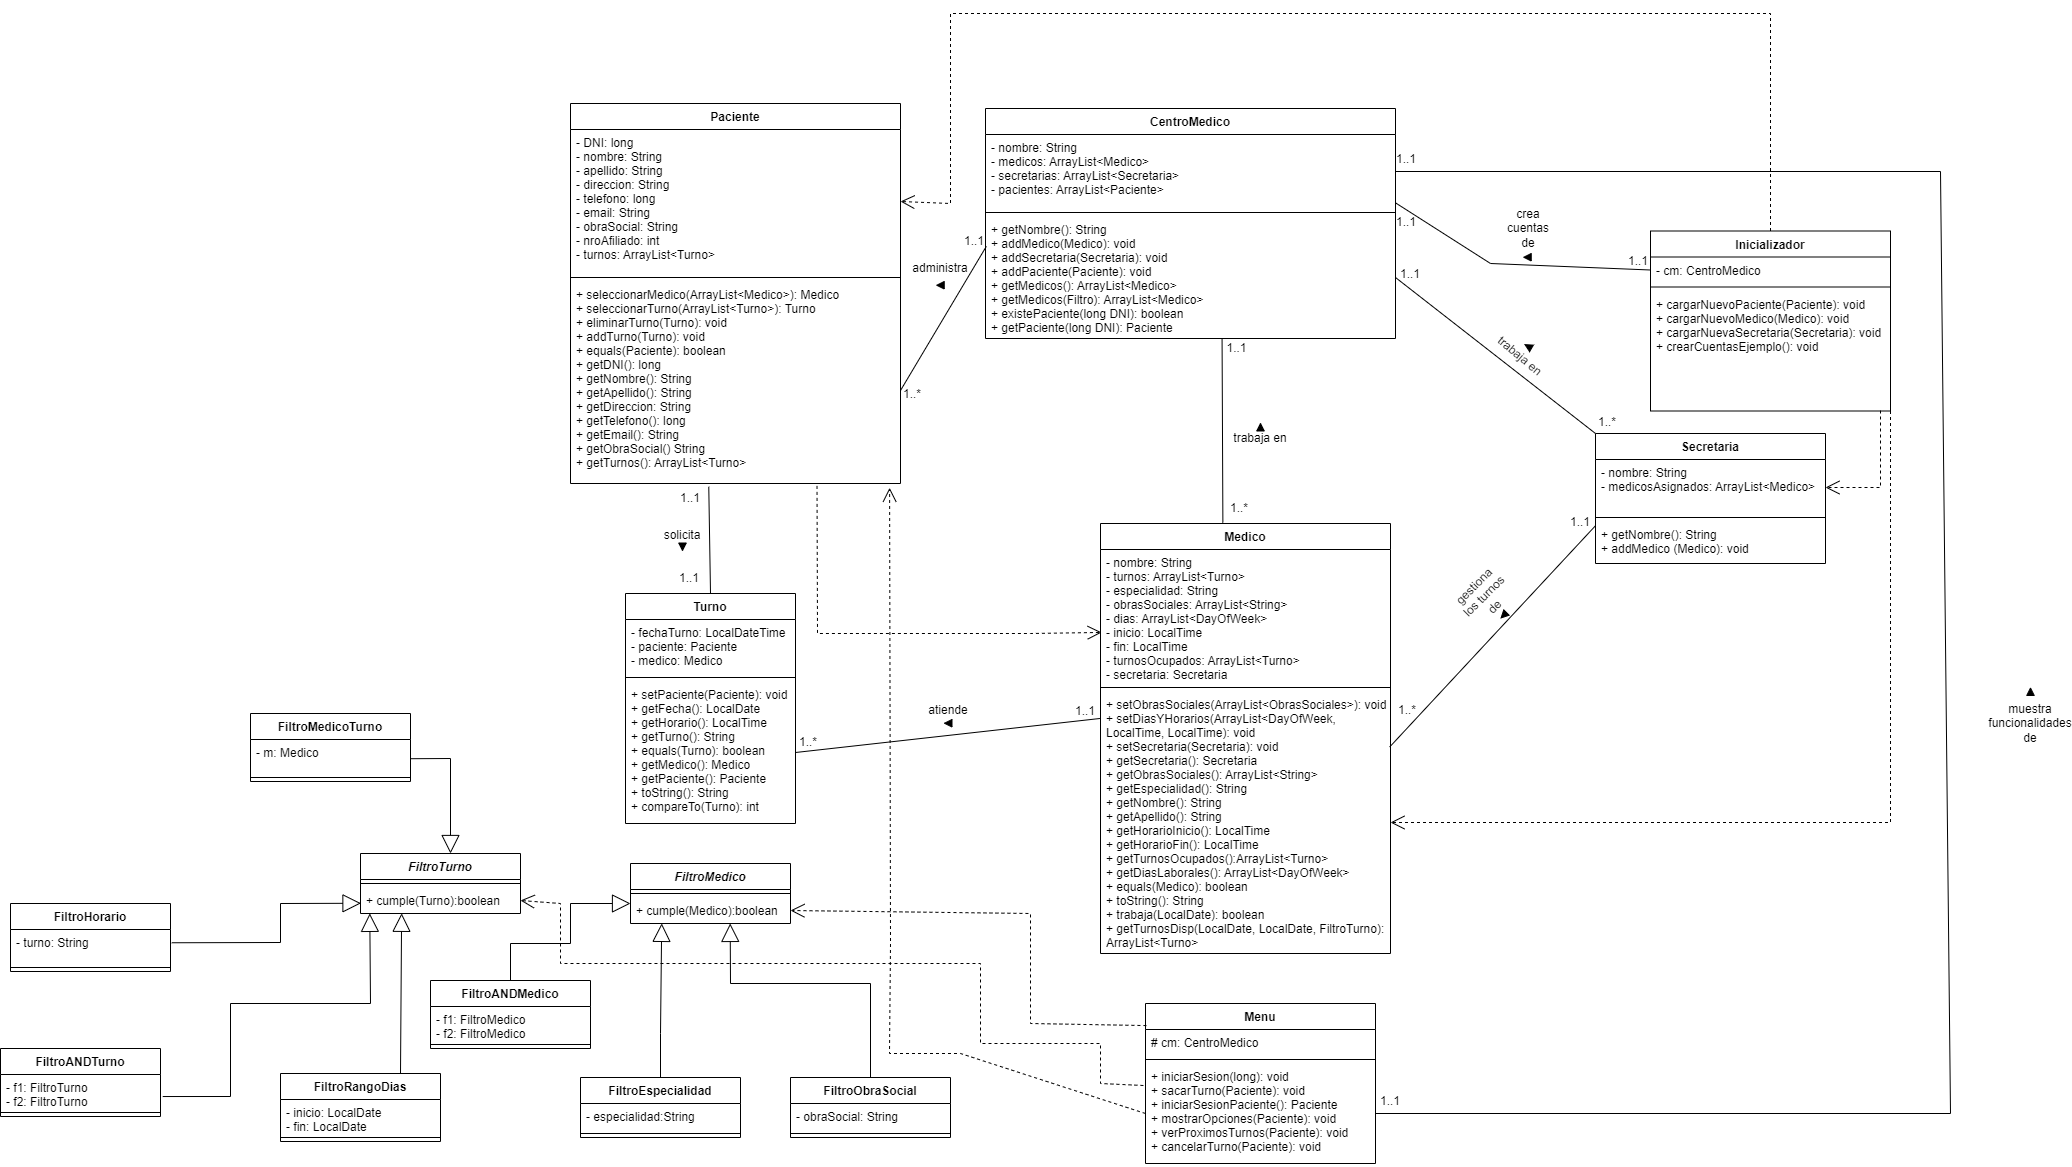 Paciente
- DNI: long
- nombre: String
- apellido: String
- direccion: String
- telefono: long
- email: String
- obraSocial: String
- nroAfiliado: int
- turnos: ArrayList<Turno>
+ seleccionarMedico(ArrayList<Medico>): Medico
+ seleccionarTurno(ArrayList<Turno>): Turno
+ eliminarTurno(Turno): void
+ addTurno(Turno): void
+ equals(Paciente): boolean
+ getDNI(): long
+ getNombre(): String
+ getApellido(): String
+ getDireccion: String
+ getTelefono(): long
+ getEmail(): String
+ getObraSocial() String
+ getTurnos(): ArrayList<Turno>
CentroMedico
- nombre: String
- medicos: ArrayList<Medico>
- secretarias: ArrayList<Secretaria>
- pacientes: ArrayList<Paciente>
+ getNombre(): String
+ addMedico(Medico): void
+ addSecretaria(Secretaria): void
+ addPaciente(Paciente): void
+ getMedicos(): ArrayList<Medico>
+ getMedicos(Filtro): ArrayList<Medico>
+ existePaciente(long DNI): boolean
+ getPaciente(long DNI): Paciente
1..1
administra
1..*
1..1
1..1
crea
cuentas
de
1..1
1..1
trabaja en
1..*
Inicializador
- cm: CentroMedico
+ cargarNuevoPaciente(Paciente): void
+ cargarNuevoMedico(Medico): void
+ cargarNuevaSecretaria(Secretaria): void
+ crearCuentasEjemplo(): void
1..1
trabaja en
1..*
Secretaria
- nombre: String
- medicosAsignados: ArrayList<Medico>
+ getNombre(): String
+ addMedico (Medico): void
1..1
gestiona
los turnos
de
1..*
1..1
solicita
1..1
Turno
- fechaTurno: LocalDateTime
- paciente: Paciente
- medico: Medico
+ setPaciente(Paciente): void
+ getFecha(): LocalDate
+ getHorario(): LocalTime
+ getTurno(): String
+ equals(Turno): boolean
+ getMedico(): Medico
+ getPaciente(): Paciente
+ toString(): String
+ compareTo(Turno): int
atiende
1..1
1..*
Medico
- nombre: String
- turnos: ArrayList<Turno>
- especialidad: String
- obrasSociales: ArrayList<String>
- dias: ArrayList<DayOfWeek>
- inicio: LocalTime
- fin: LocalTime
- turnosOcupados: ArrayList<Turno>
- secretaria: Secretaria
+ setObrasSociales(ArrayList<ObrasSociales>): void
+ setDiasYHorarios(ArrayList<DayOfWeek,
LocalTime, LocalTime): void
+ setSecretaria(Secretaria): void
+ getSecretaria(): Secretaria
+ getObrasSociales(): ArrayList<String>
+ getEspecialidad(): String
+ getNombre(): String
+ getApellido(): String
+ getHorarioInicio(): LocalTime
+ getHorarioFin(): LocalTime
+ getTurnosOcupados():ArrayList<Turno>
+ getDiasLaborales(): ArrayList<DayOfWeek>
+ equals(Medico): boolean
+ toString(): String
+ trabaja(LocalDate): boolean
+ getTurnosDisp(LocalDate, LocalDate, FiltroTurno):
ArrayList<Turno>
muestra
funcionalidades
de
FiltroMedicoTurno
- m: Medico
FiltroTurno
+ cumple(Turno):boolean
FiltroMedico
+ cumple(Medico):boolean
FiltroHorario
- turno: String
FiltroANDMedico
- f1: FiltroMedico
- f2: FiltroMedico
FiltroANDTurno
- f1: FiltroTurno
- f2: FiltroTurno
FiltroRangoDias
- inicio: LocalDate
- fin: LocalDate
FiltroEspecialidad
- especialidad:String
FiltroObraSocial
- obraSocial: String
Menu
# cm: CentroMedico
+ iniciarSesion(long): void
+ sacarTurno(Paciente): void
+ iniciarSesionPaciente(): Paciente
+ mostrarOpciones(Paciente): void
+ verProximosTurnos(Paciente): void
+ cancelarTurno(Paciente): void
1..1